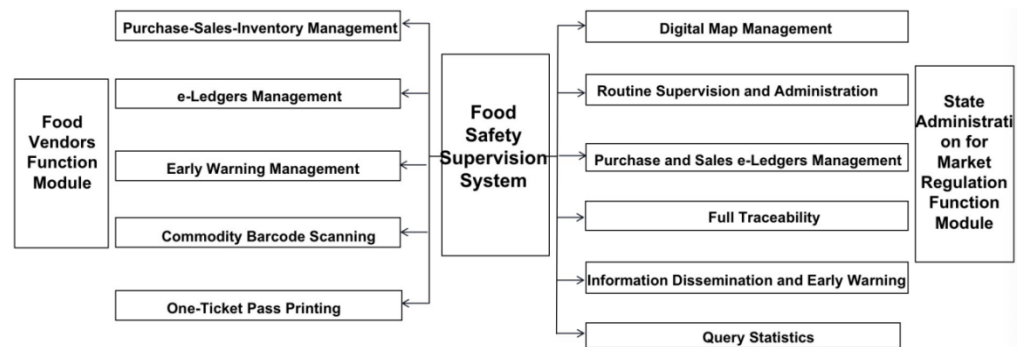 Purchase-Sales-Inventory Management
e-Ledgers Management
Early Warning Management
Commodity Barcode Scanning
One-Ticket Pass Printing
Food
Vendors
Function
Module
Food
Safety
Supervision
System
Digital Map Management
Routine Supervision and Administration
Purchase and Sales e-Ledgers Management
Full Traceability
Information Dissemination and Early Warning
Query Statistics
State
Administrati
on for
Market
Regulation
Function
Module